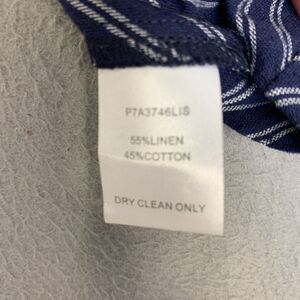 P7A3746LIS
55%LINEN
45%COTTON
DRY CLEAN ONLY